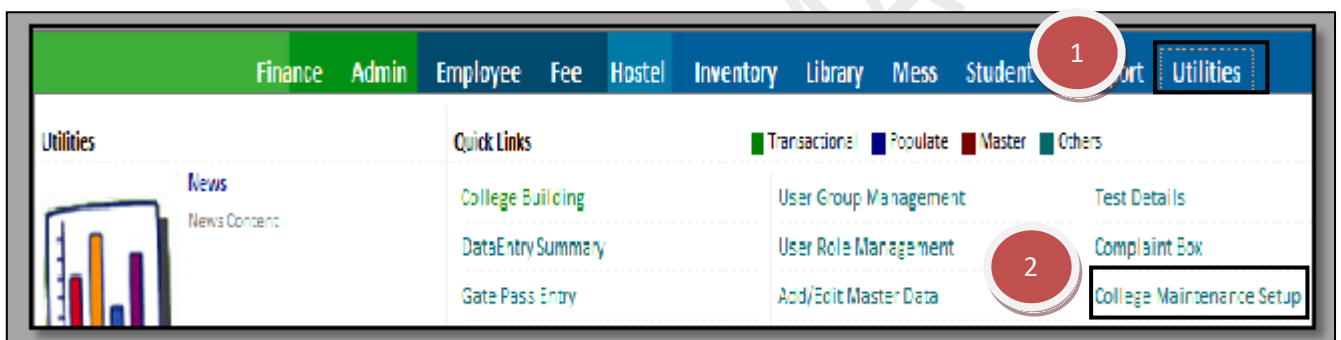 1
Finance Admin Employee Fee Hostel Inventory Library Mess Student ort Utilities
Utilities
Quick Links
Transactional Populate Master Others
News
News Content
College Building
User Group Management
Test Details
DataEntry Summary
User Role Management
2
Complaint Box
Gate Pass Entry
Add/Edit Master Data
College Maintenance Setup